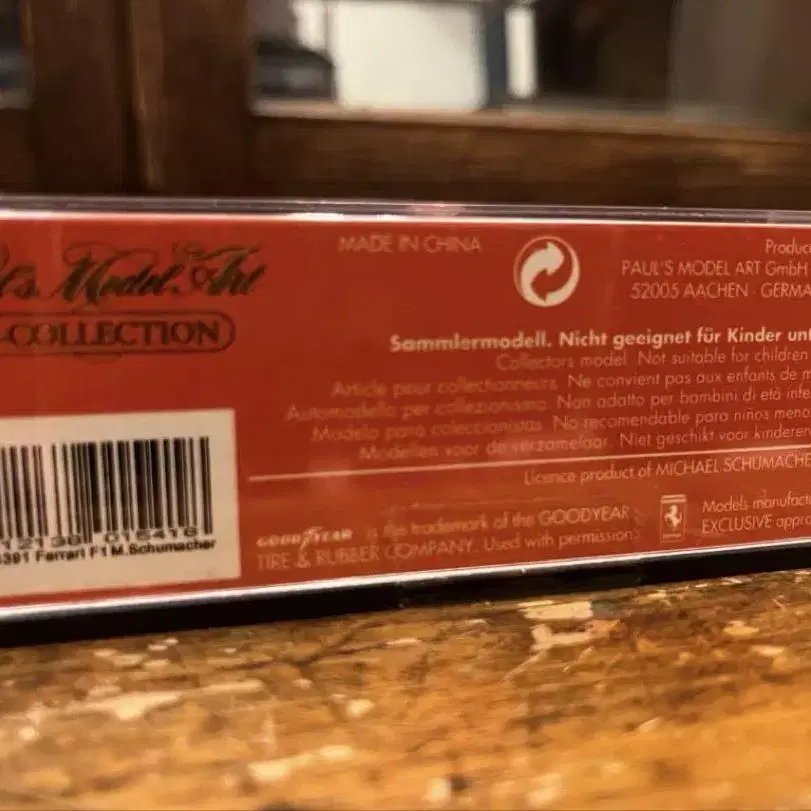 l's Model Art
-COLLECTION
MADE IN CHINA
Produce
PAUL'S MODEL ART GmbH
52005 AACHEN · GERMA
Sammlermodell. Nicht geeignet für Kinder unt
Collectors model. Not suitable for children
Article pour collectionneurs. Ne convient pas aux enfants de m
Automodello per collezionismo. Non adatto per bambini di età infe
Modelo para coleccionistas. No recomendable para niños meno
Modellen voor de verzamelaar. Niet geschikt voor kinderen
Licence product of MICHAEL SCHUMACHE
GOODYEAR is the trademark of the GOODYEAR
TIRE & RUBBER COMPANY. Used with permission.
Models manufact
EXCLUSIVE appro
Ferrari F1 M.Schumacher